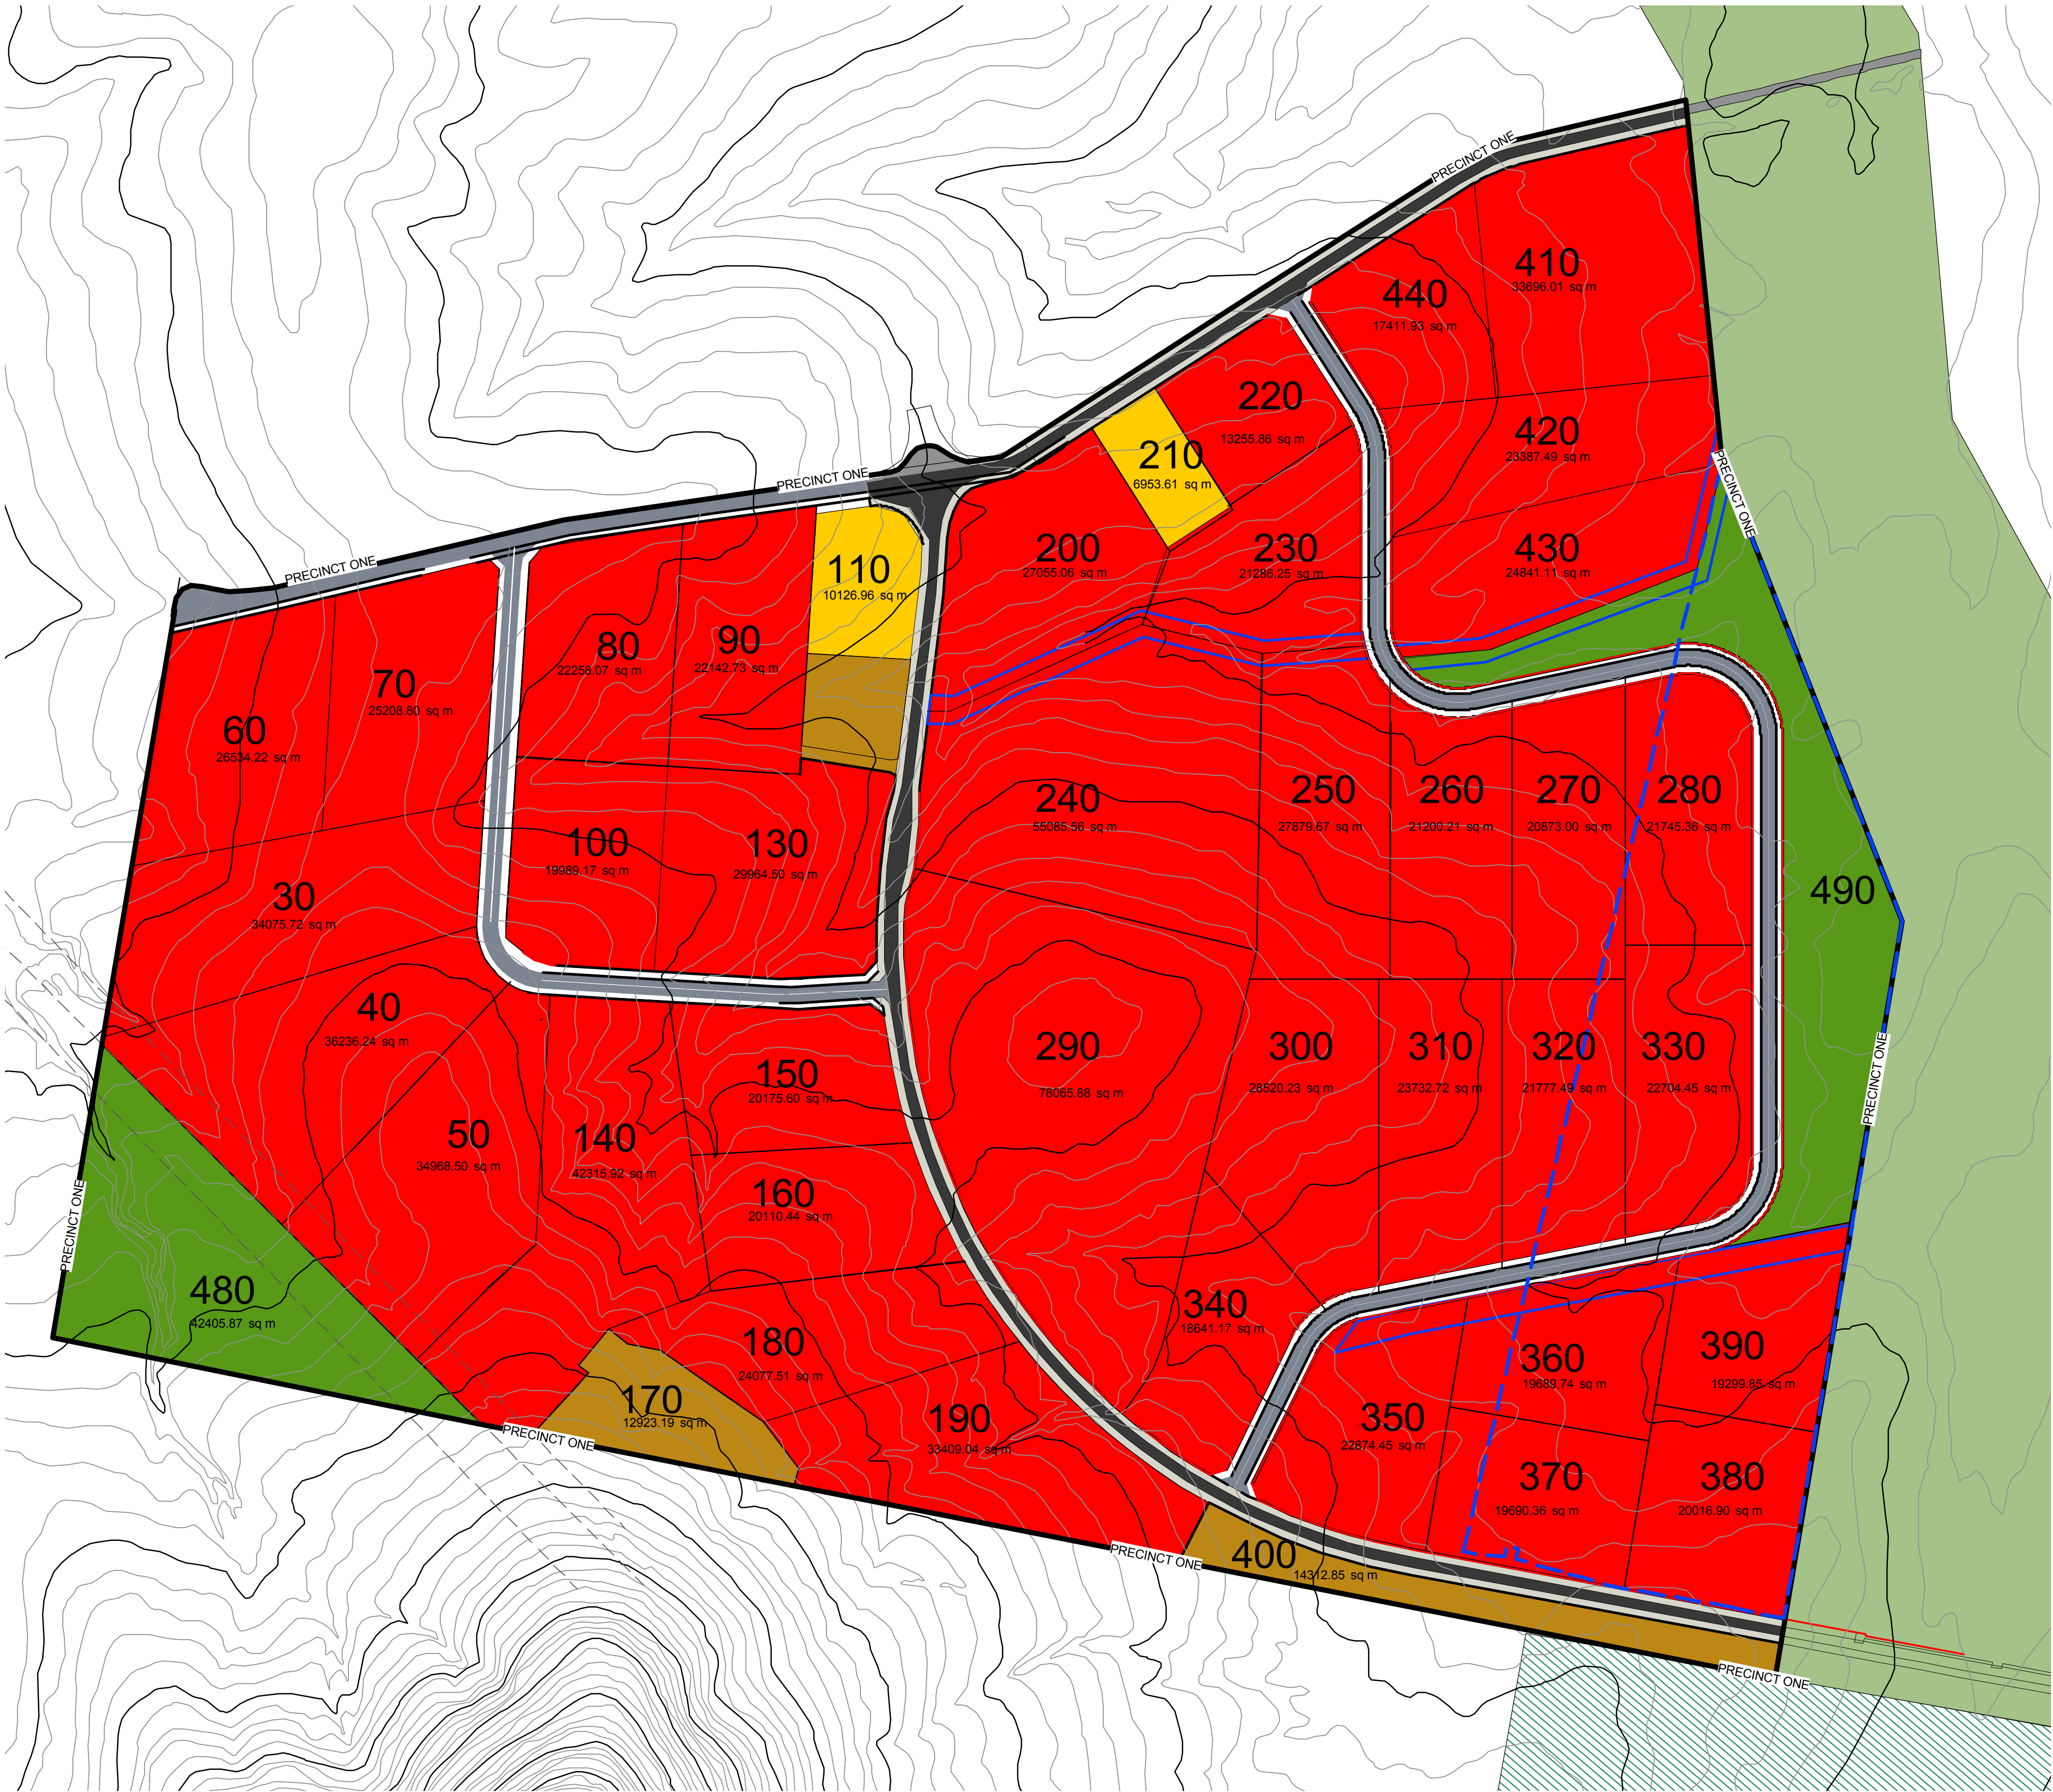 PRECINCT ONE
410
33696.01 sq m
440
17411.93 sq m
220
13255.86 sq m
420
23387.49 sq m
210
6953.61 sq m
PRECINCT ONE
PRECINCT ONE
PRECINCT ONE
110
10126.96 sq m
200
27055.06 sq m
230
21286.25 sq m
430
24841.11 sq m
80
22258.07 sq m
90
22142.73 sq m
70
25208.80 sq m
60
26534.22 sq m
240
55085.56 sq m
250
27879.67 sq m
260
21200.21 sq m
270
20873.00 sq m
280
21745.36 sq m
100
19989.17 sq m
130
29964.50 sq m
490
30
34075.72 sq m
40
36236.24 sq m
290
78065.88 sq m
300
28520.23 sq m
310
23732.72 sq m
320
21777.49 sq m
330
22704.45 sq m
PRECINCT ONE
150
20175.60 sq m
50
34968.50 sq m
140
42315.92 sq m
160
20110.44 sq m
PRECINCT ONE
480
42405.87 sq m
340
18641.17 sq m
180
24077.51 sq m
360
19689.74 sq m
390
19299.85 sq m
170
12923.19 sq m
190
33409.04 sq m
350
22874.45 sq m
PRECINCT ONE
370
19690.36 sq m
380
20016.90 sq m
PRECINCT ONE
400
14312.85 sq m
PRECINCT ONE